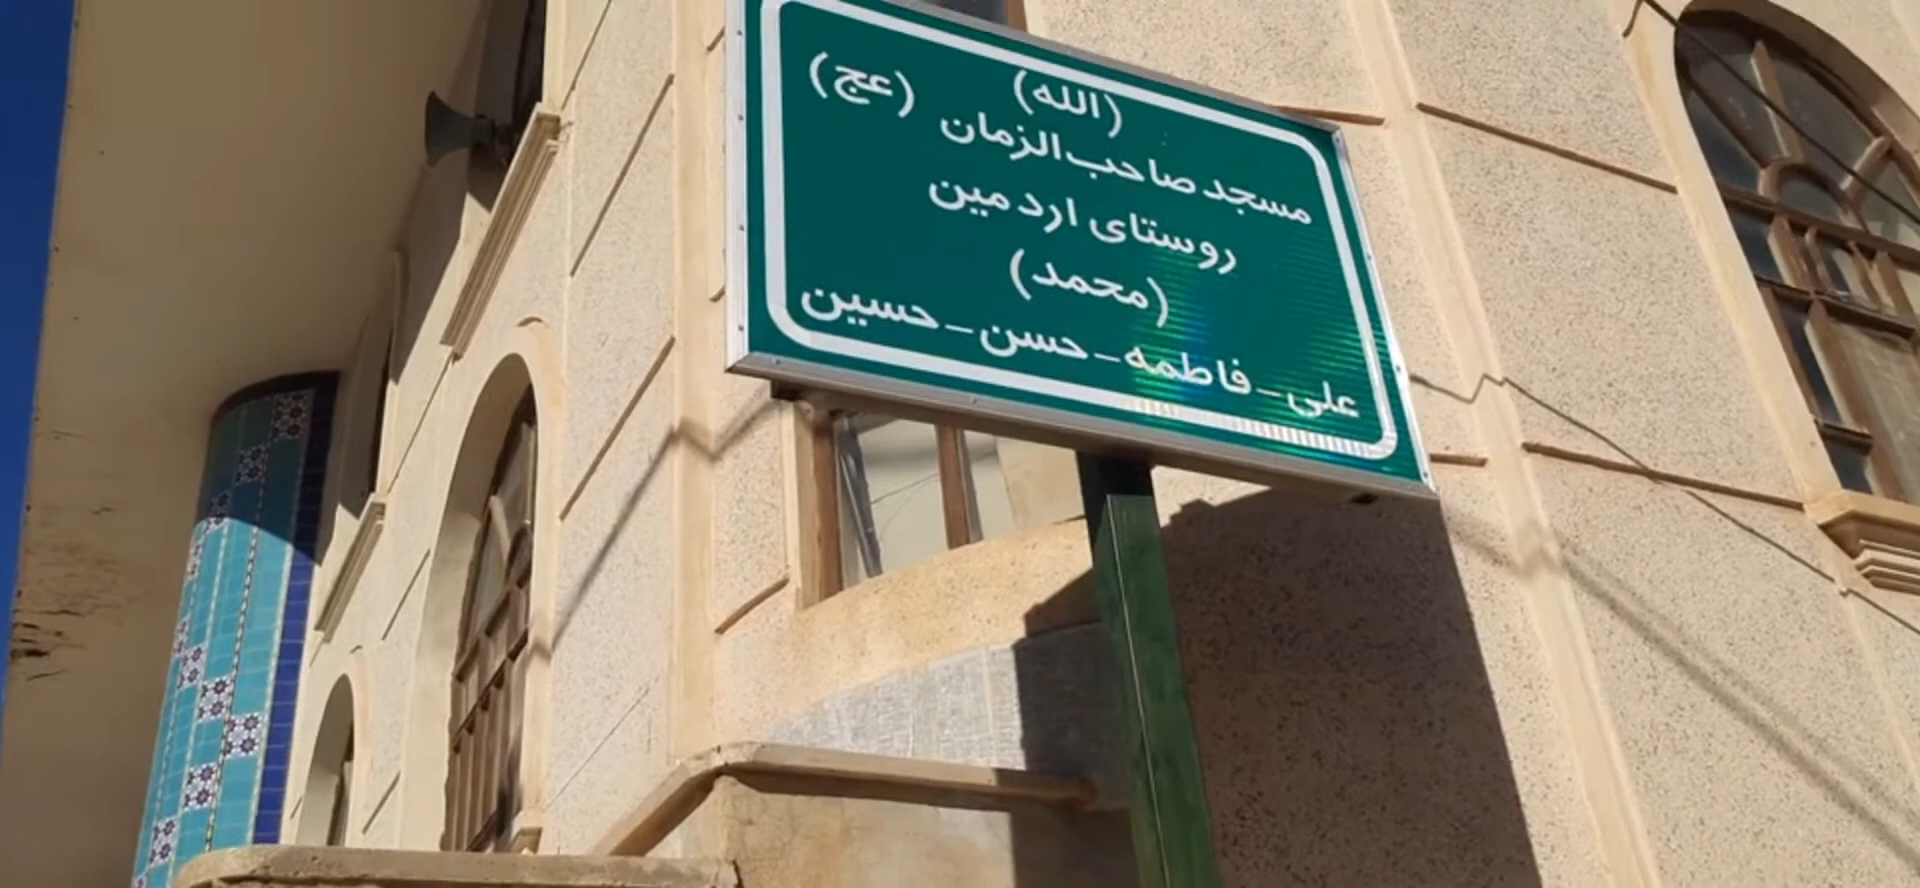 (الله)
مسجد صاحب‌الزمان (عج)
روستای اردمین
(محمد)
علی - فاطمه - حسن - حسین